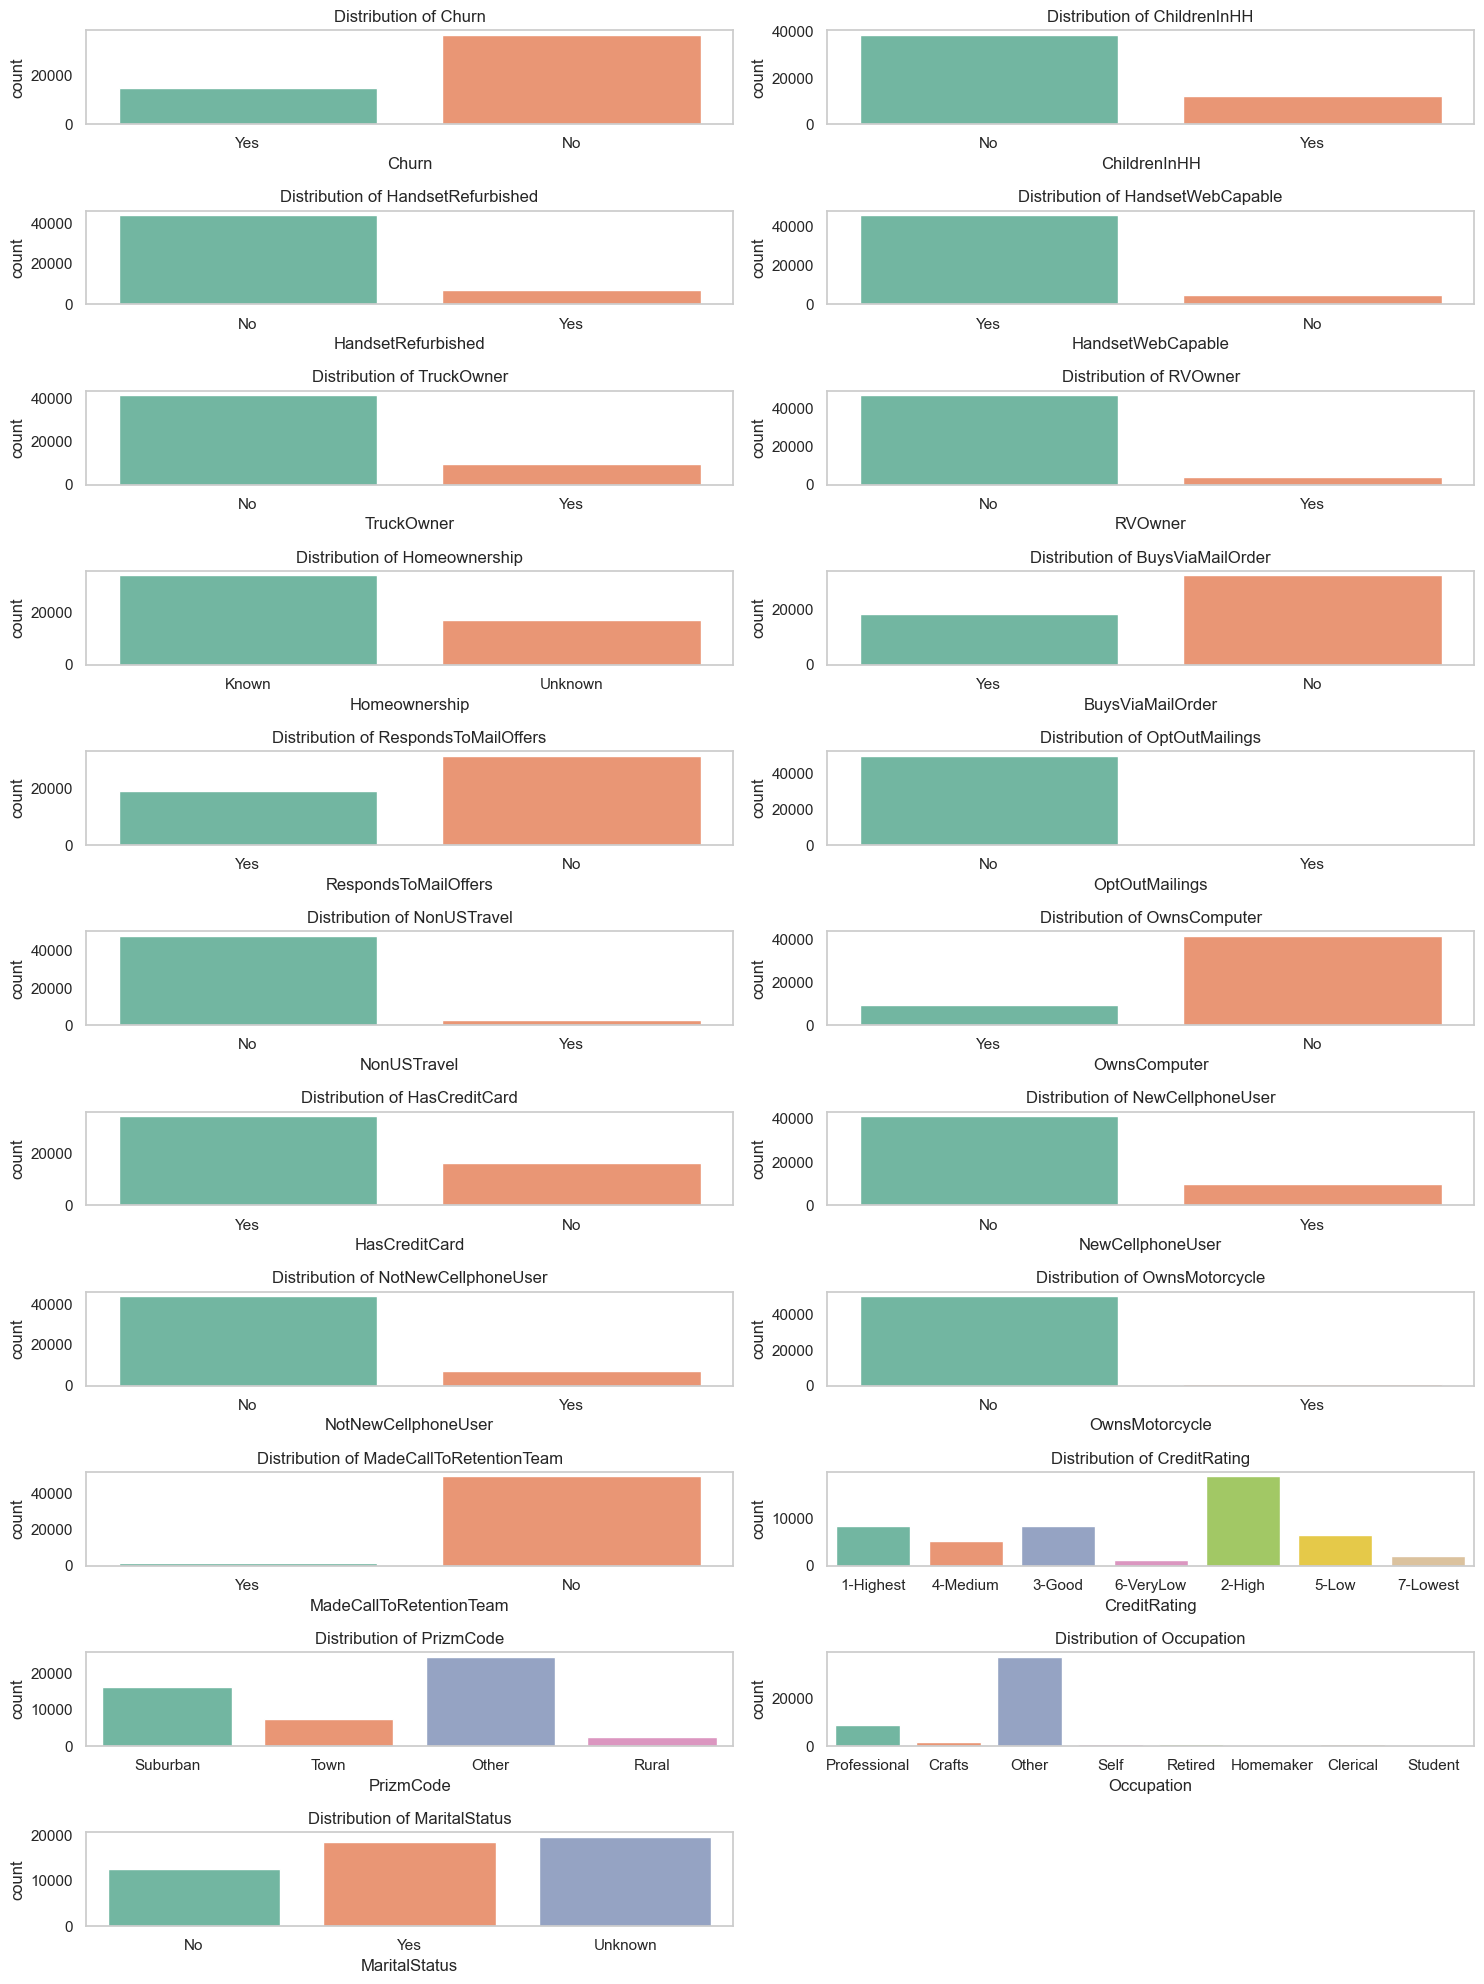 Distribution of Churn
count
20000
0
Yes No
Churn
Distribution of ChildrenInHH
count
40000
20000
0
No Yes
ChildrenInHH
Distribution of HandsetRefurbished
count
40000
20000
0
No Yes
HandsetRefurbished
Distribution of HandsetWebCapable
count
40000
20000
0
Yes No
HandsetWebCapable
Distribution of TruckOwner
count
40000
20000
0
No Yes
TruckOwner
Distribution of RVOwner
count
40000
20000
0
No Yes
RVOwner
Distribution of Homeownership
count
20000
0
Known Unknown
Homeownership
Distribution of BuysViaMailOrder
count
20000
0
Yes No
BuysViaMailOrder
Distribution of RespondsToMailOffers
count
20000
0
Yes No
RespondsToMailOffers
Distribution of OptOutMailings
count
40000
20000
0
No Yes
OptOutMailings
Distribution of NonUSTravel
count
40000
20000
0
No Yes
NonUSTravel
Distribution of OwnsComputer
count
40000
20000
0
Yes No
OwnsComputer
Distribution of HasCreditCard
count
20000
0
Yes No
HasCreditCard
Distribution of NewCellphoneUser
count
40000
20000
0
No Yes
NewCellphoneUser
Distribution of NotNewCellphoneUser
count
40000
20000
0
No Yes
NotNewCellphoneUser
Distribution of OwnsMotorcycle
count
40000
20000
0
No Yes
OwnsMotorcycle
Distribution of MadeCallToRetentionTeam
count
40000
20000
0
Yes No
MadeCallToRetentionTeam
Distribution of CreditRating
count
10000
0
1-Highest 4-Medium 3-Good 6-VeryLow 2-High 5-Low 7-Lowest
CreditRating
Distribution of PrizmCode
count
20000
10000
0
Suburban Town Other Rural
PrizmCode
Distribution of Occupation
count
20000
0
Professional Crafts Other Self Retired Homemaker Clerical Student
Occupation
Distribution of MaritalStatus
count
20000
10000
0
No Yes Unknown
MaritalStatus